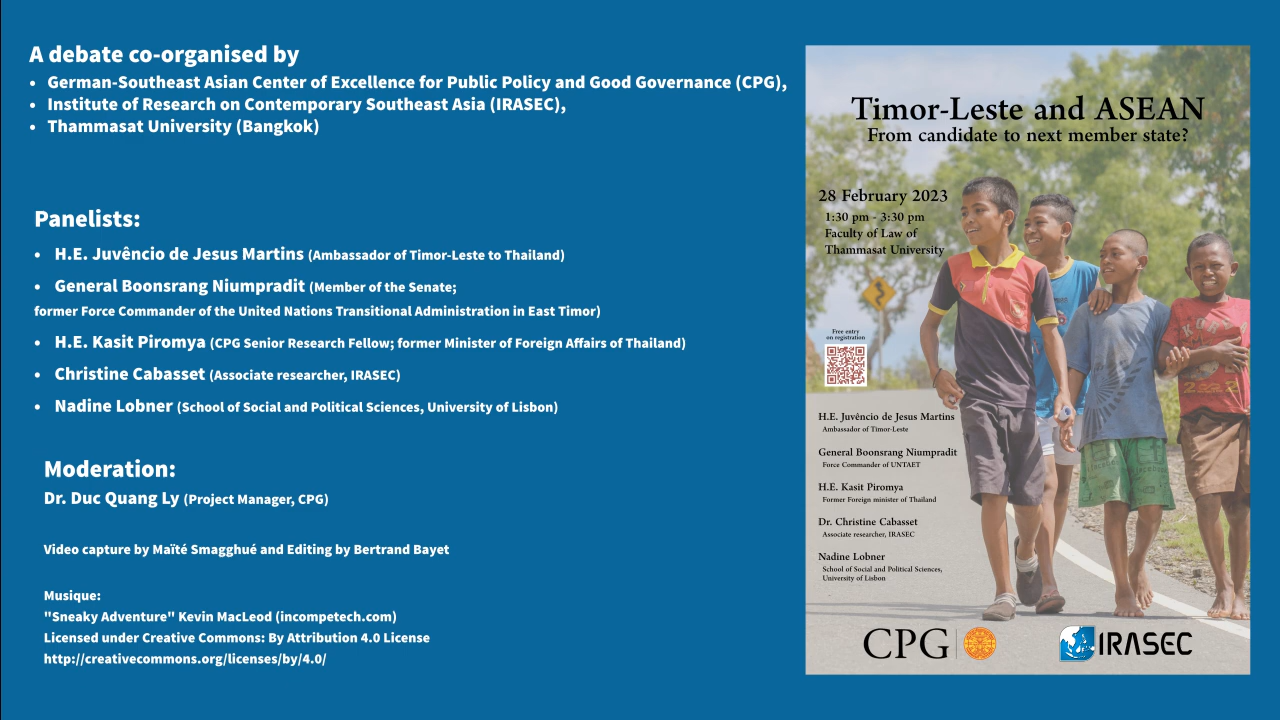 A debate co-organised by
• German-Southeast Asian Center of Excellence for Public Policy and Good Governance (CPG),
• Institute of Research on Contemporary Southeast Asia (IRASEC),
• Thammasat University (Bangkok)
Panelists:
• H.E. Juvêncio de Jesus Martins (Ambassador of Timor-Leste to Thailand)
• General Boonsrang Niumpradit (Member of the Senate;
former Force Commander of the United Nations Transitional Administration in East Timor)
• H.E. Kasit Piromya (CPG Senior Research Fellow; former Minister of Foreign Affairs of Thailand)
• Christine Cabasset (Associate researcher, IRASEC)
• Nadine Lobner (School of Social and Political Sciences, University of Lisbon)
Moderation:
Dr. Duc Quang Ly (Project Manager, CPG)
Video capture by Maïté Smagghué and Editing by Bertrand Bayet
Musique:
"Sneaky Adventure" Kevin MacLeod (incompetech.com)
Licensed under Creative Commons: By Attribution 4.0 License
http://creativecommons.org/licenses/by/4.0/
Timor-Leste and ASEAN
From candidate to next member state?
28 February 2023
1:30 pm - 3:30 pm
Faculty of Law of
Thammasat University
Free entry
on registration
H.E. Juvêncio de Jesus Martins
Ambassador of Timor-Leste
General Boonsrang Niumpradit
Force Commander of UNTAET
H.E. Kasit Piromya
Former Foreign minister of Thailand
Dr. Christine Cabasset
Associate researcher, IRASEC
Nadine Lobner
School of Social and Political Sciences,
University of Lisbon
CPG
IRASEC